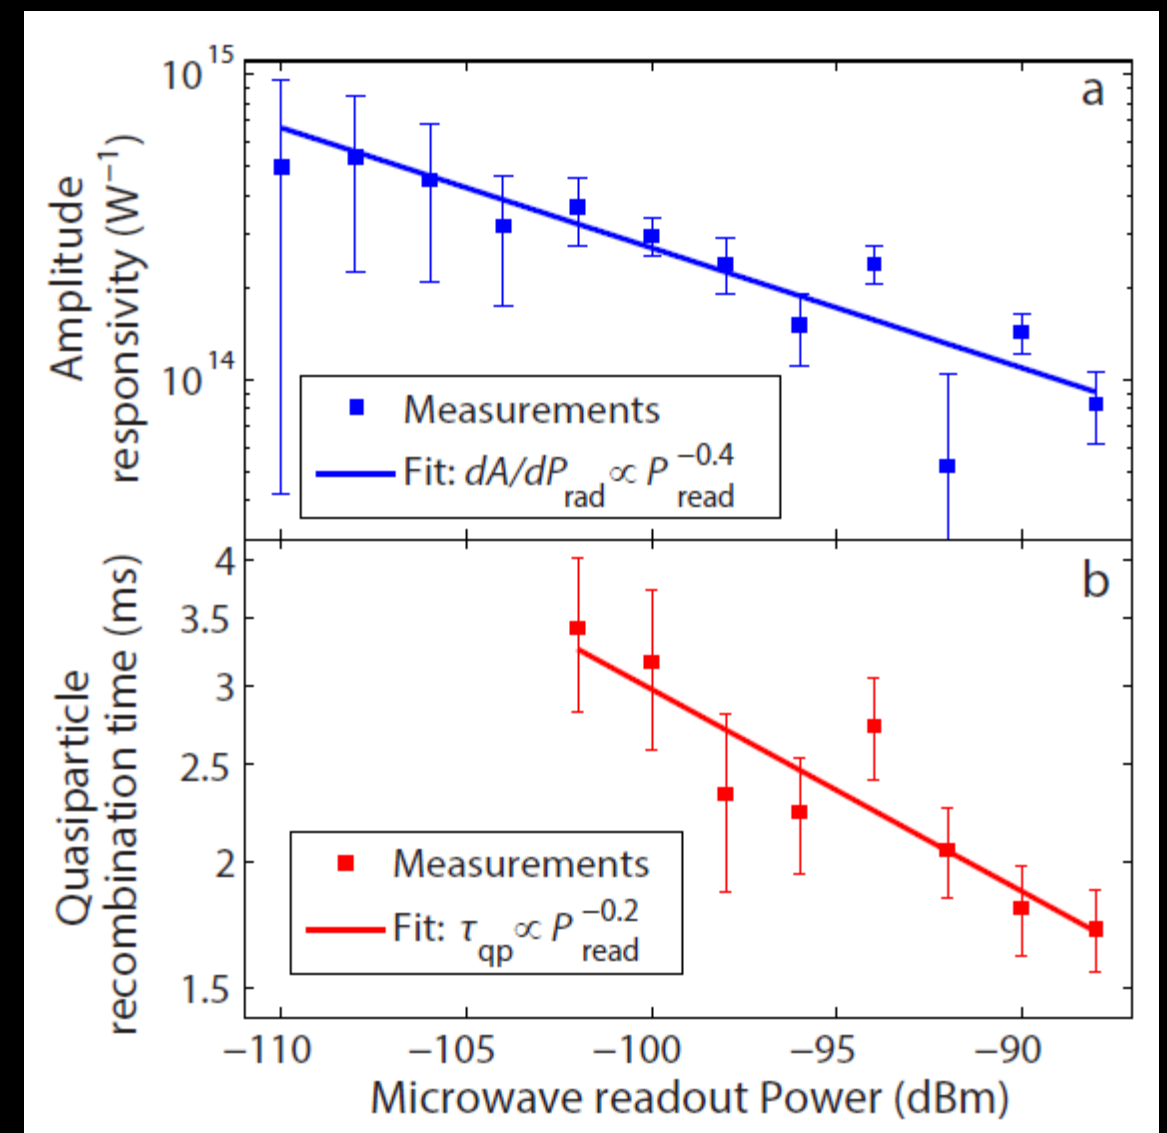 a
10^15
10^14
Amplitude
responsivity (W^−1)
Measurements
Fit: dA/dP_rad ∝ P_read^−0.4
b
4
3.5
3
2.5
2
1.5
Quasiparticle
recombination time (ms)
Measurements
Fit: τ_qp ∝ P_read^−0.2
−110 −105 −100 −95 −90
Microwave readout Power (dBm)